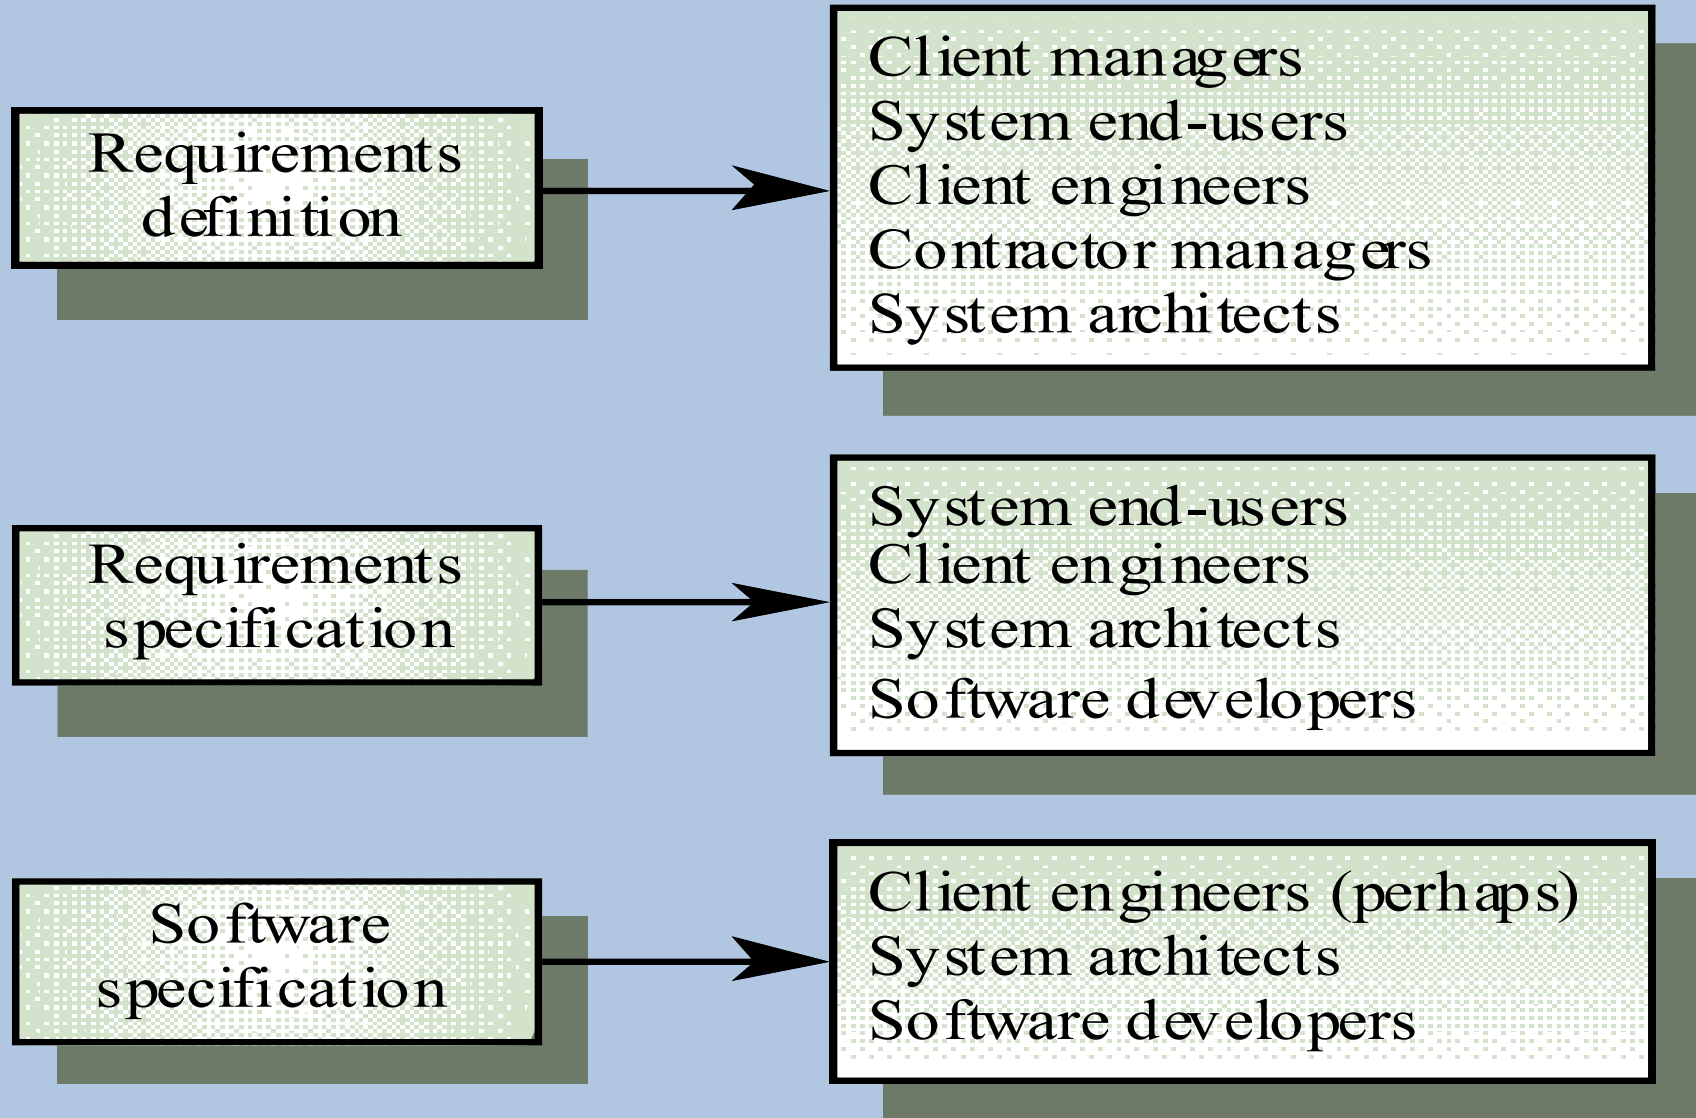 Requirements
definition
Client managers
System end-users
Client engineers
Contractor managers
System architects
Requirements
specification
System end-users
Client engineers
System architects
Software developers
Software
specification
Client engineers (perhaps)
System architects
Software developers